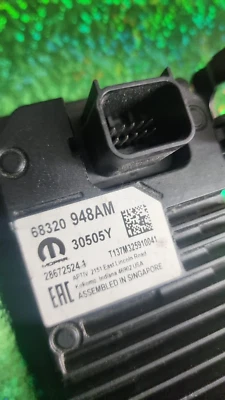 68320 948AM
MOPAR 30505Y
28672524-1 T137M325910041
APTIV 2151 East Lincoln Road
Kokomo, Indiana 46902 USA
EAC ASSEMBLED IN SINGAPORE